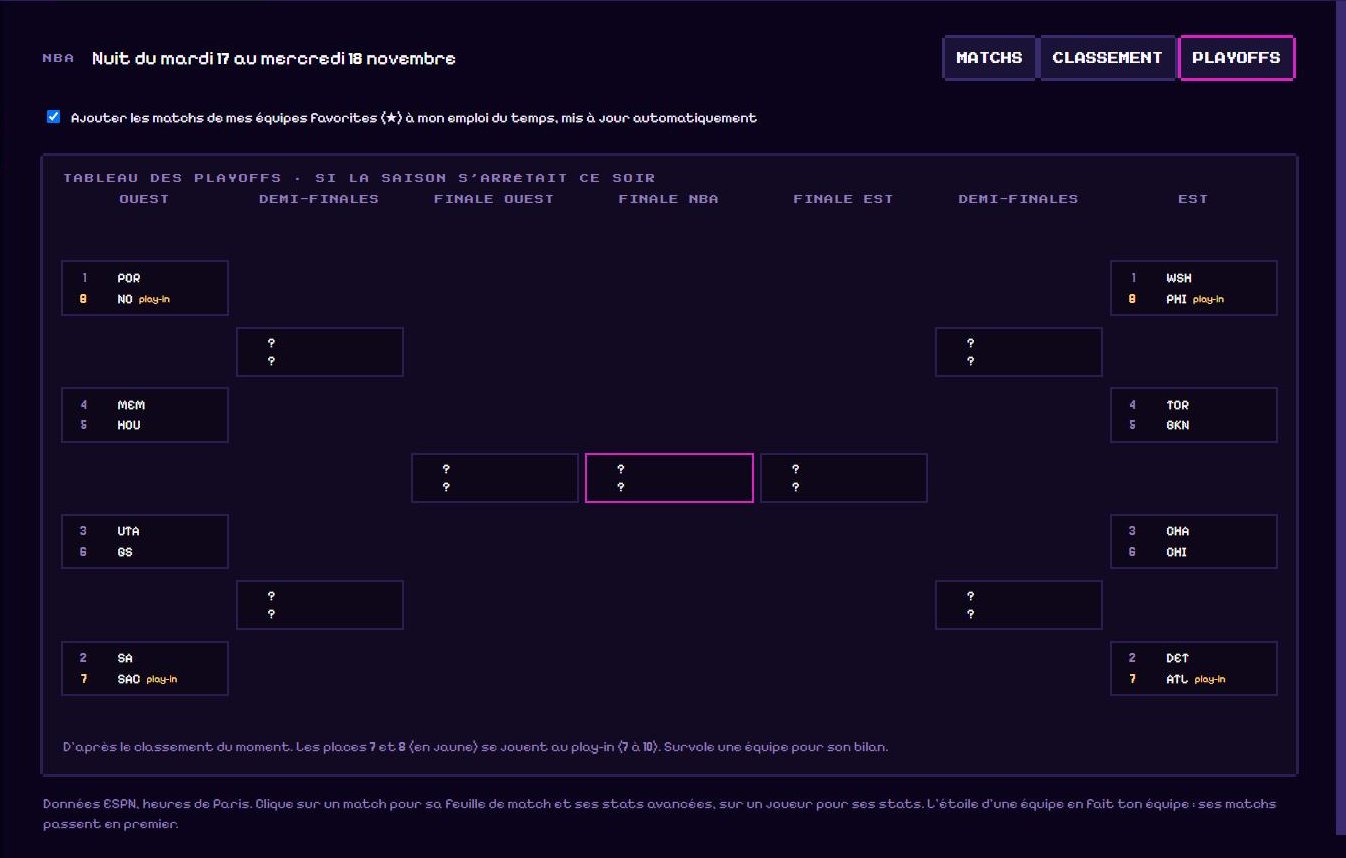 NBA Nuit du mardi 17 au mercredi 18 novembre
MATCHS CLASSEMENT PLAYOFFS
Ajouter les matchs de mes équipes favorites (★) à mon emploi du temps, mis à jour automatiquement
TABLEAU DES PLAYOFFS · SI LA SAISON S'ARRÊTAIT CE SOIR
OUEST DEMI-FINALES FINALE OUEST FINALE NBA FINALE EST DEMI-FINALES EST
1 POR
8 NO play-in
1 WSH
8 PHI play-in
?
?
?
?
4 MEM
5 HOU
4 TOR
5 BKN
?
?
?
?
?
?
3 UTA
6 GS
3 CHA
6 CHI
?
?
?
?
2 SA
7 SAC play-in
2 DET
7 ATL play-in
D'après le classement du moment. Les places 7 et 8 (en jaune) se jouent au play-in (7 à 10). Survole une équipe pour son bilan.
Données ESPN, heures de Paris. Clique sur un match pour sa feuille de match et ses stats avancées, sur un joueur pour ses stats. L'étoile d'une équipe en fait ton équipe : ses matchs
passent en premier.